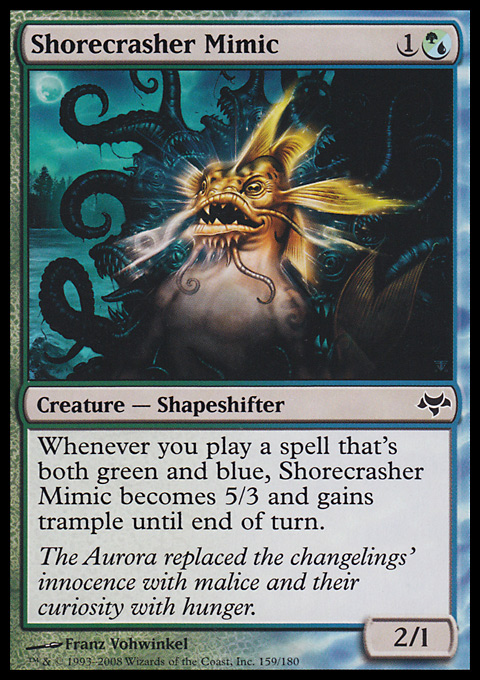 Shorecrasher Mimic 1
Creature — Shapeshifter
Whenever you play a spell that's
both green and blue, Shorecrasher
Mimic becomes 5/3 and gains
trample until end of turn.
The Aurora replaced the changelings'
innocence with malice and their
curiosity with hunger.
Franz Vohwinkel
2/1
™ & © 1993–2008 Wizards of the Coast, Inc. 159/180